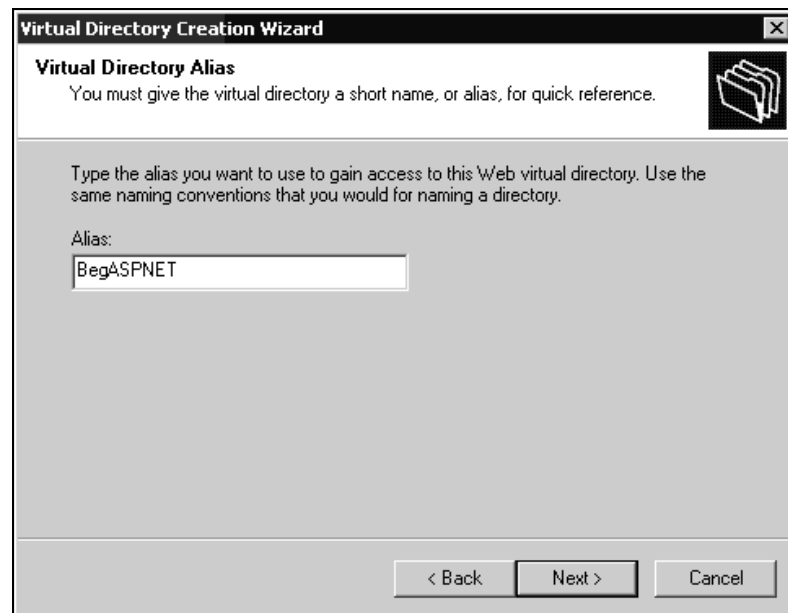 Virtual Directory Creation Wizard
Virtual Directory Alias
You must give the virtual directory a short name, or alias, for quick reference.
Type the alias you want to use to gain access to this Web virtual directory. Use the
same naming conventions that you would for naming a directory.
Alias:
BegASPNET
< Back Next > Cancel